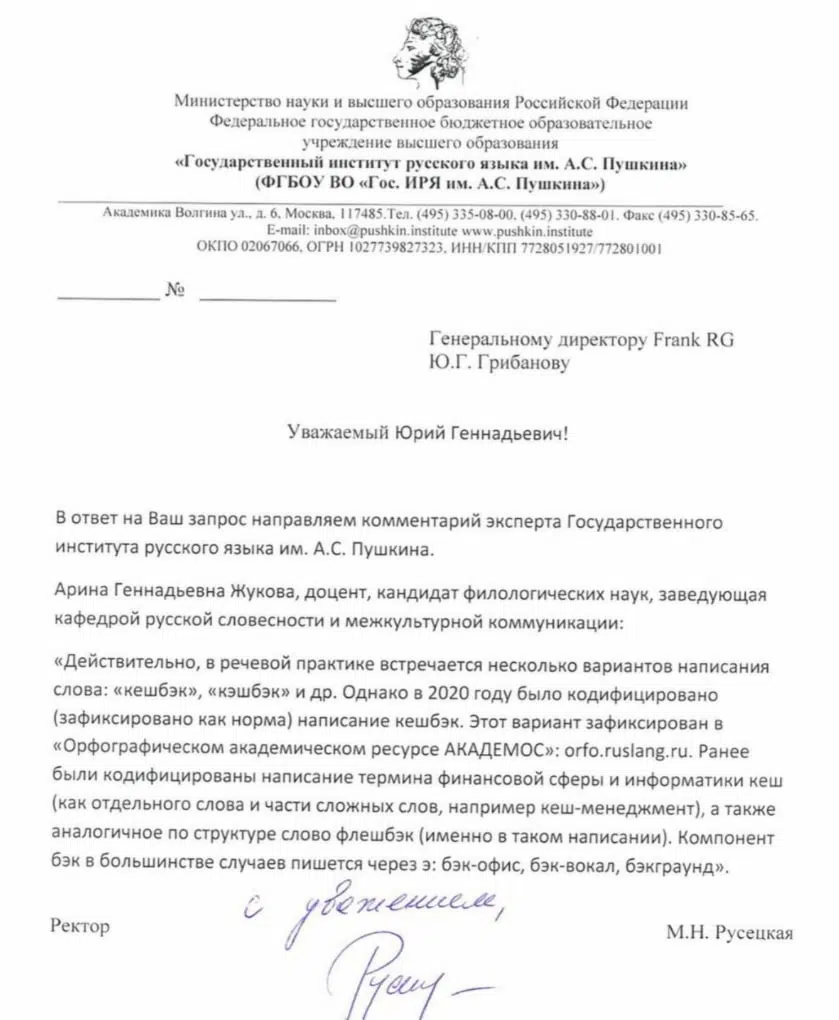 Министерство науки и высшего образования Российской Федерации
Федеральное государственное бюджетное образовательное
учреждение высшего образования
«Государственный институт русского языка им. А.С. Пушкина»
(ФГБОУ ВО «Гос. ИРЯ им. А.С. Пушкина»)
Академика Волгина ул., д. 6, Москва, 117485.Тел. (495) 335-08-00, (495) 330-88-01. Факс (495) 330-85-65.
E-mail: inbox@pushkin.institute www.pushkin.institute
ОКПО 02067066, ОГРН 1027739827323, ИНН/КПП 7728051927/772801001
№
Генеральному директору Frank RG
Ю.Г. Грибанову
Уважаемый Юрий Геннадьевич!
В ответ на Ваш запрос направляем комментарий эксперта Государственного
института русского языка им. А.С. Пушкина.
Арина Геннадьевна Жукова, доцент, кандидат филологических наук, заведующая
кафедрой русской словесности и межкультурной коммуникации:
«Действительно, в речевой практике встречается несколько вариантов написания
слова: «кешбэк», «кэшбэк» и др. Однако в 2020 году было кодифицировано
(зафиксировано как норма) написание кешбэк. Этот вариант зафиксирован в
«Орфографическом академическом ресурсе АКАДЕМОС»: orfo.ruslang.ru. Ранее
были кодифицированы написание термина финансовой сферы и информатики кеш
(как отдельного слова и части сложных слов, например кеш-менеджмент), а также
аналогичное по структуре слово флешбэк (именно в таком написании). Компонент
бэк в большинстве случаев пишется через э: бэк-офис, бэк-вокал, бэкграунд».
с уважением,
Ректор
М.Н. Русецкая